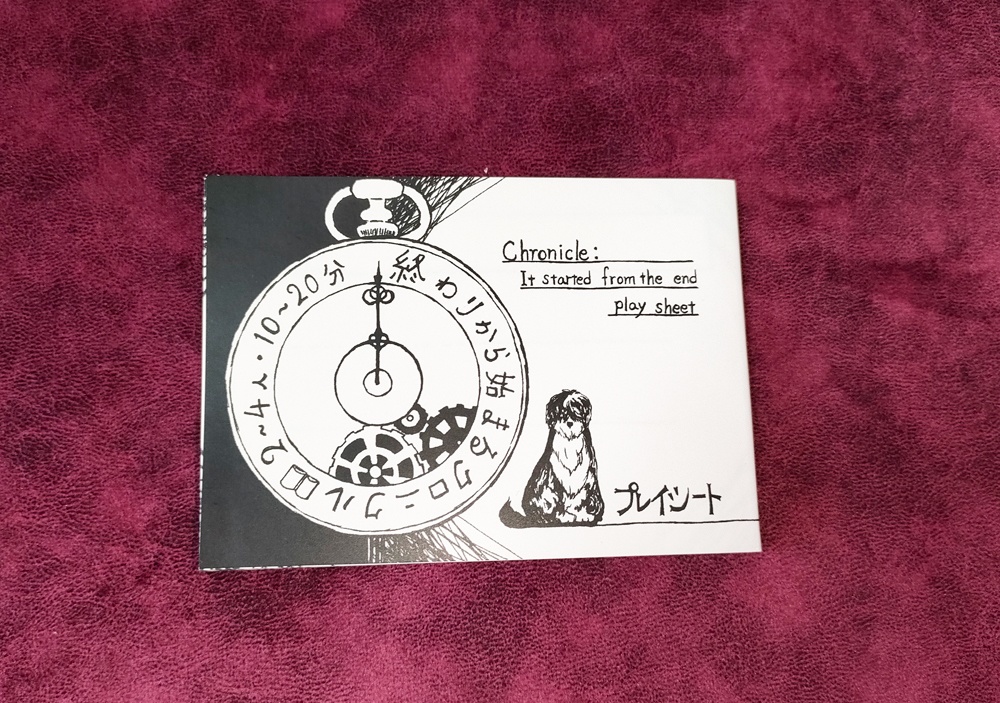 終わりから始まるクロニクル
2~4人・10~20分
Chronicle:
It started from the end
play sheet
プレイシート